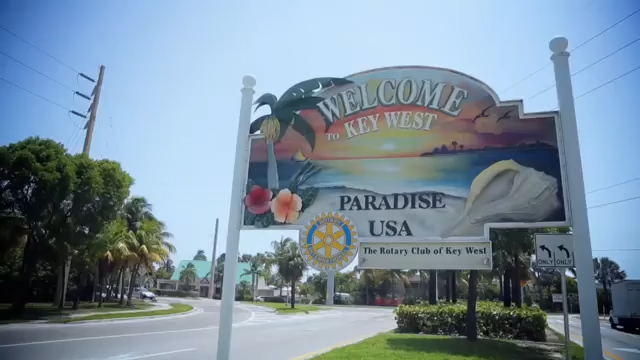 WELCOME
TO KEY WEST
PARADISE
USA
The Rotary Club of Key West
ONLY ONLY